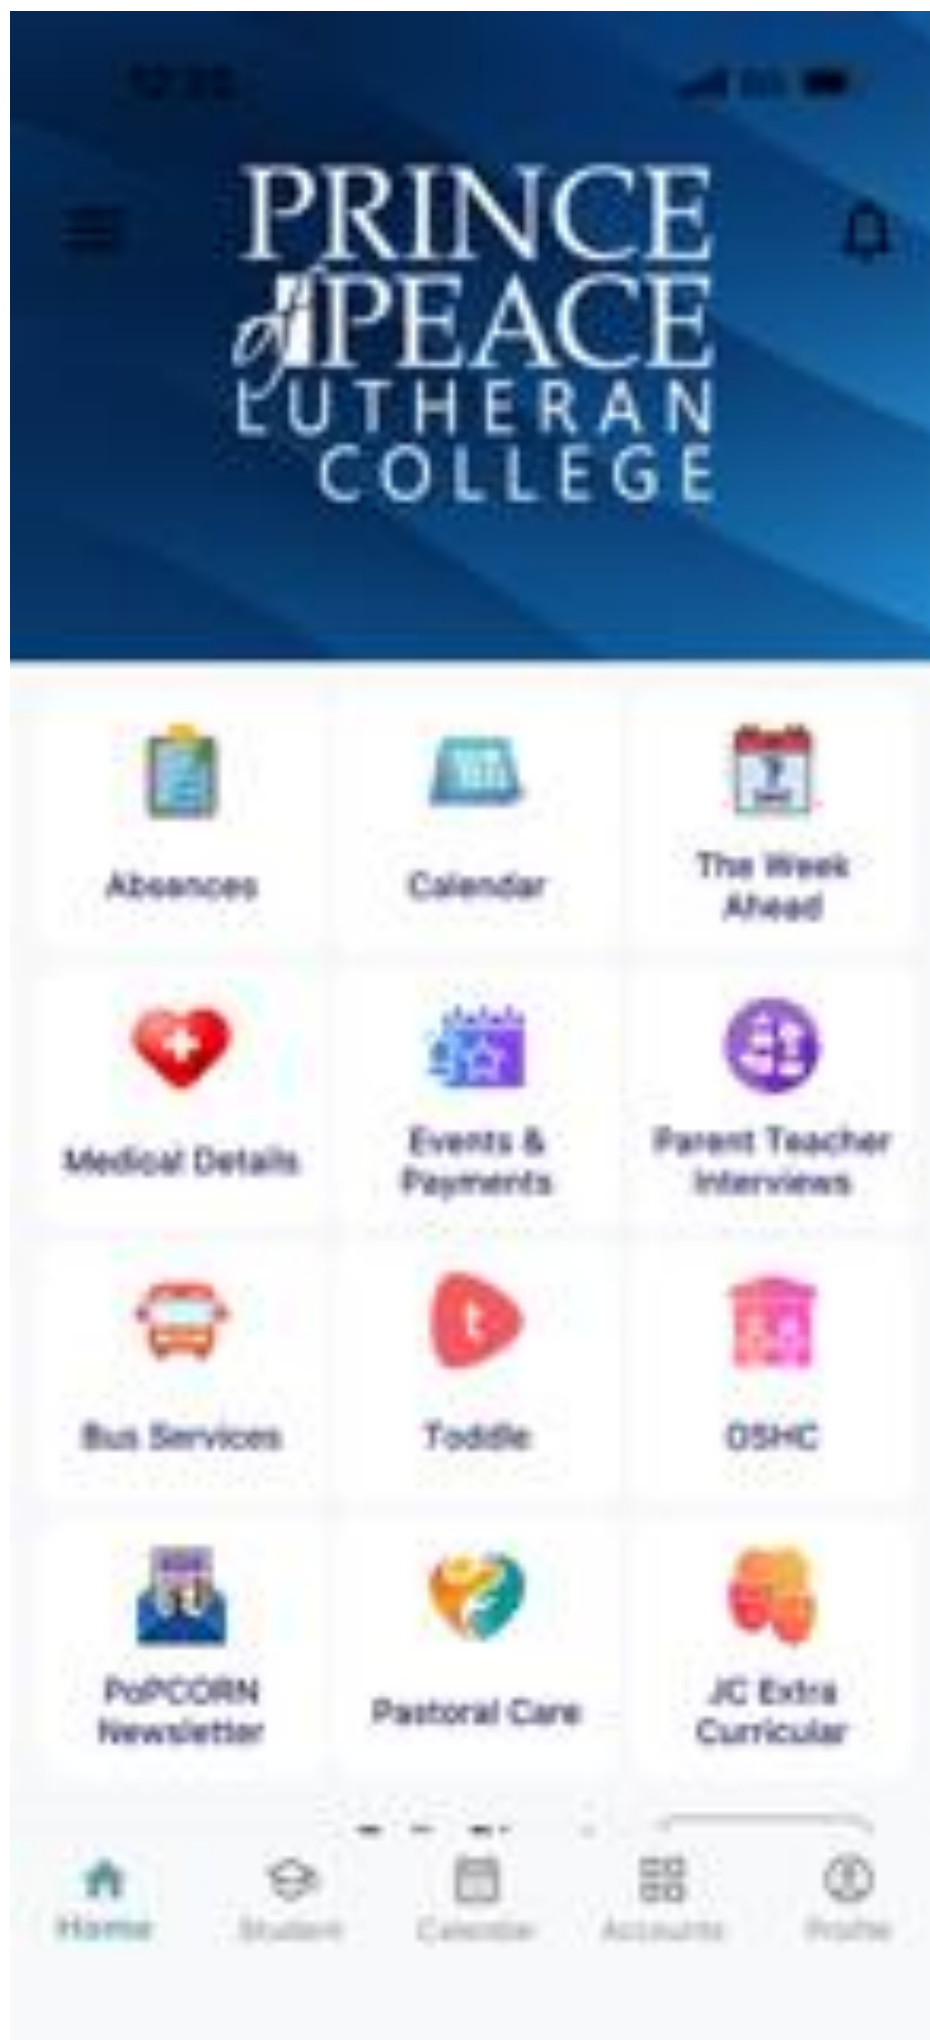 PRINCE
of PEACE
LUTHERAN
COLLEGE
Absences
Calendar
The Week
Ahead
Medical Details
Events &
Payments
Parent Teacher
Interviews
Bus Services
t
Toddle
OSHC
PoPCORN
Newsletter
Pastoral Care
JC Extra
Curricular
Home
Student
Calendar
Accounts
Profile